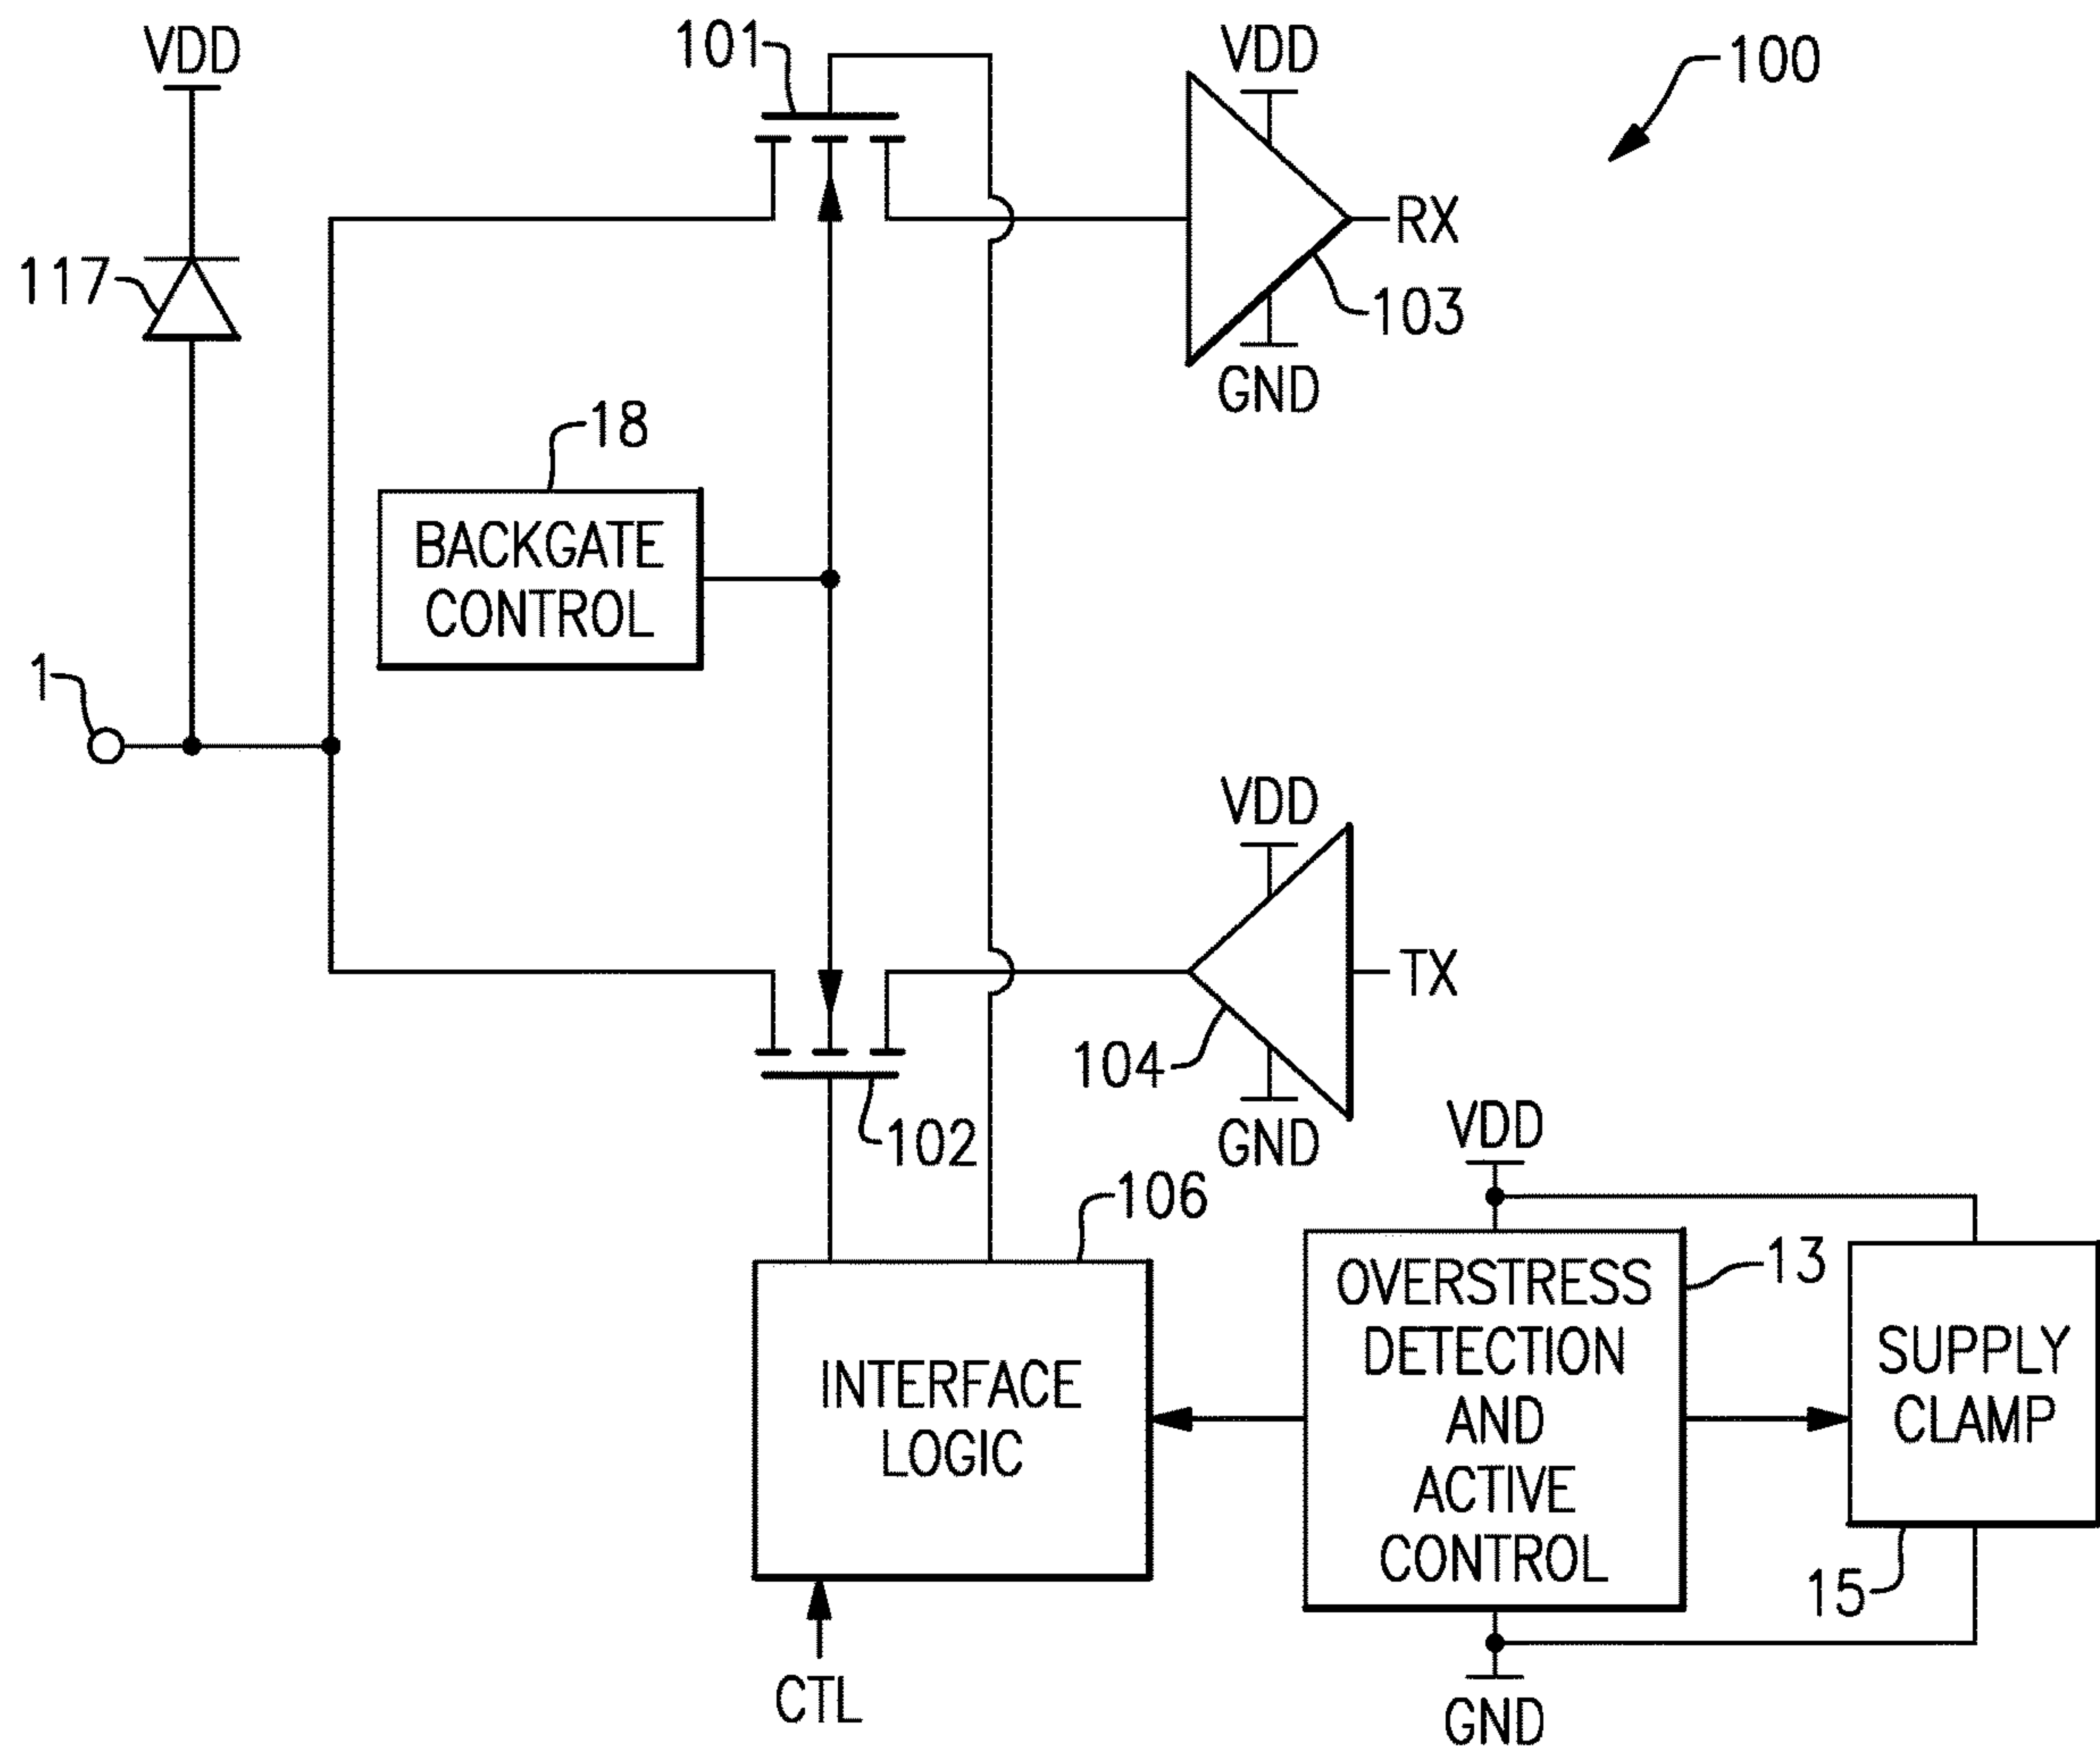 VDD
101
VDD
100
117
RX
103
GND
18
BACKGATE
CONTROL
1
VDD
TX
104
GND
102
VDD
106
13
OVERSTRESS
DETECTION
AND
ACTIVE
CONTROL
SUPPLY
CLAMP
INTERFACE
LOGIC
15
CTL
GND